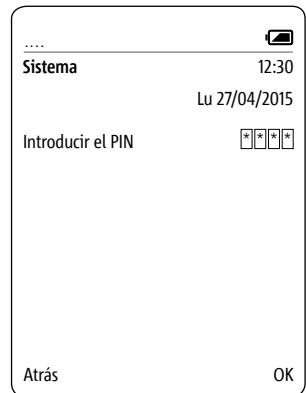 ....
Sistema 12:30
Lu 27/04/2015
Introducir el PIN ****
Atrás OK